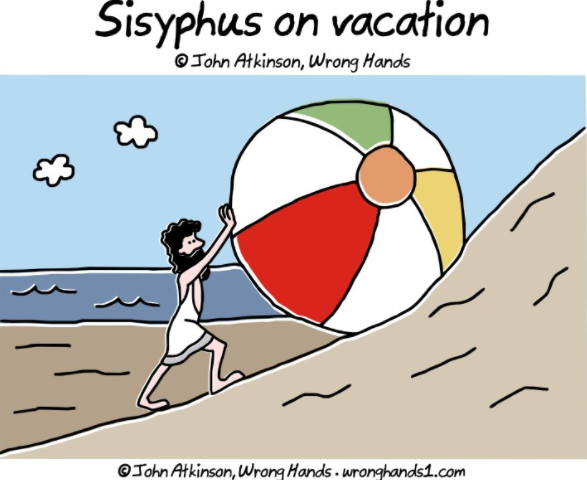 Sisyphus on vacation
© John Atkinson, Wrong Hands
© John Atkinson, Wrong Hands · wronghands1.com